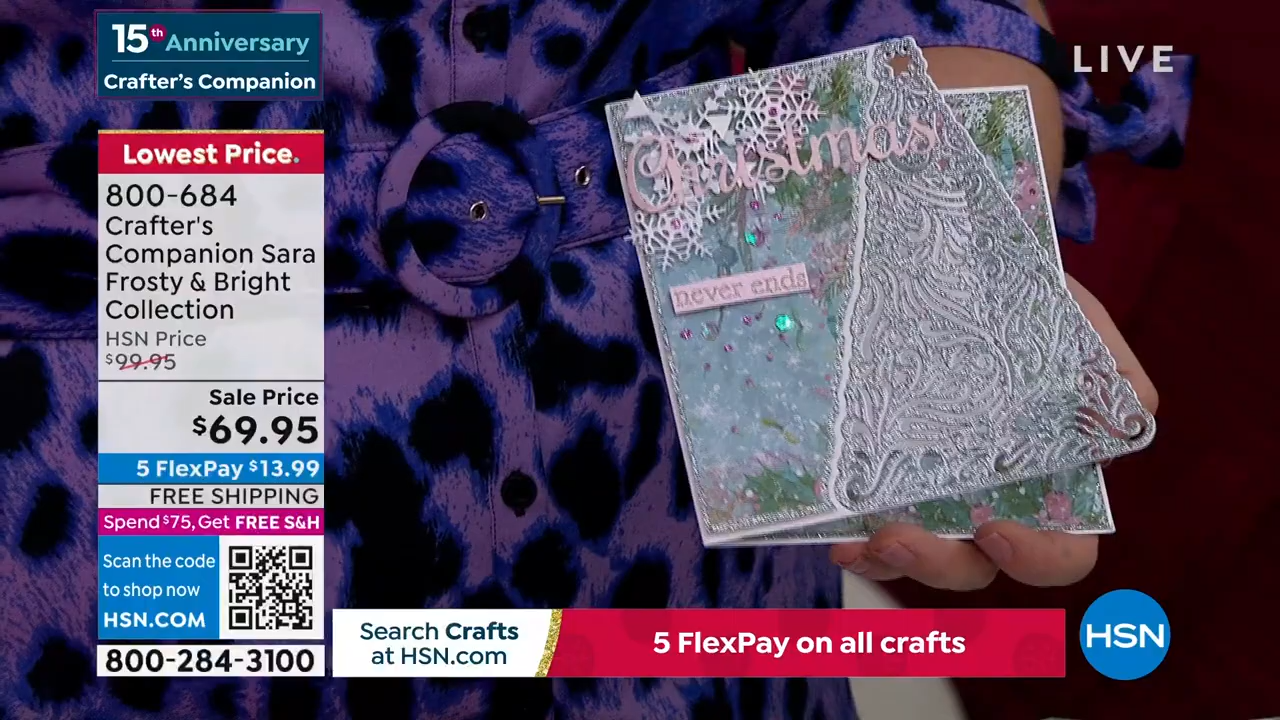 15th Anniversary
Crafter's Companion
LIVE
Lowest Price.
800-684
Crafter's
Companion Sara
Frosty & Bright
Collection
HSN Price
$99.95
Sale Price
$69.95
5 FlexPay $13.99
FREE SHIPPING
Spend $75, Get FREE S&H
Scan the code
to shop now
HSN.COM
800-284-3100
Christmas
never ends
Search Crafts
at HSN.com
5 FlexPay on all crafts
HSN